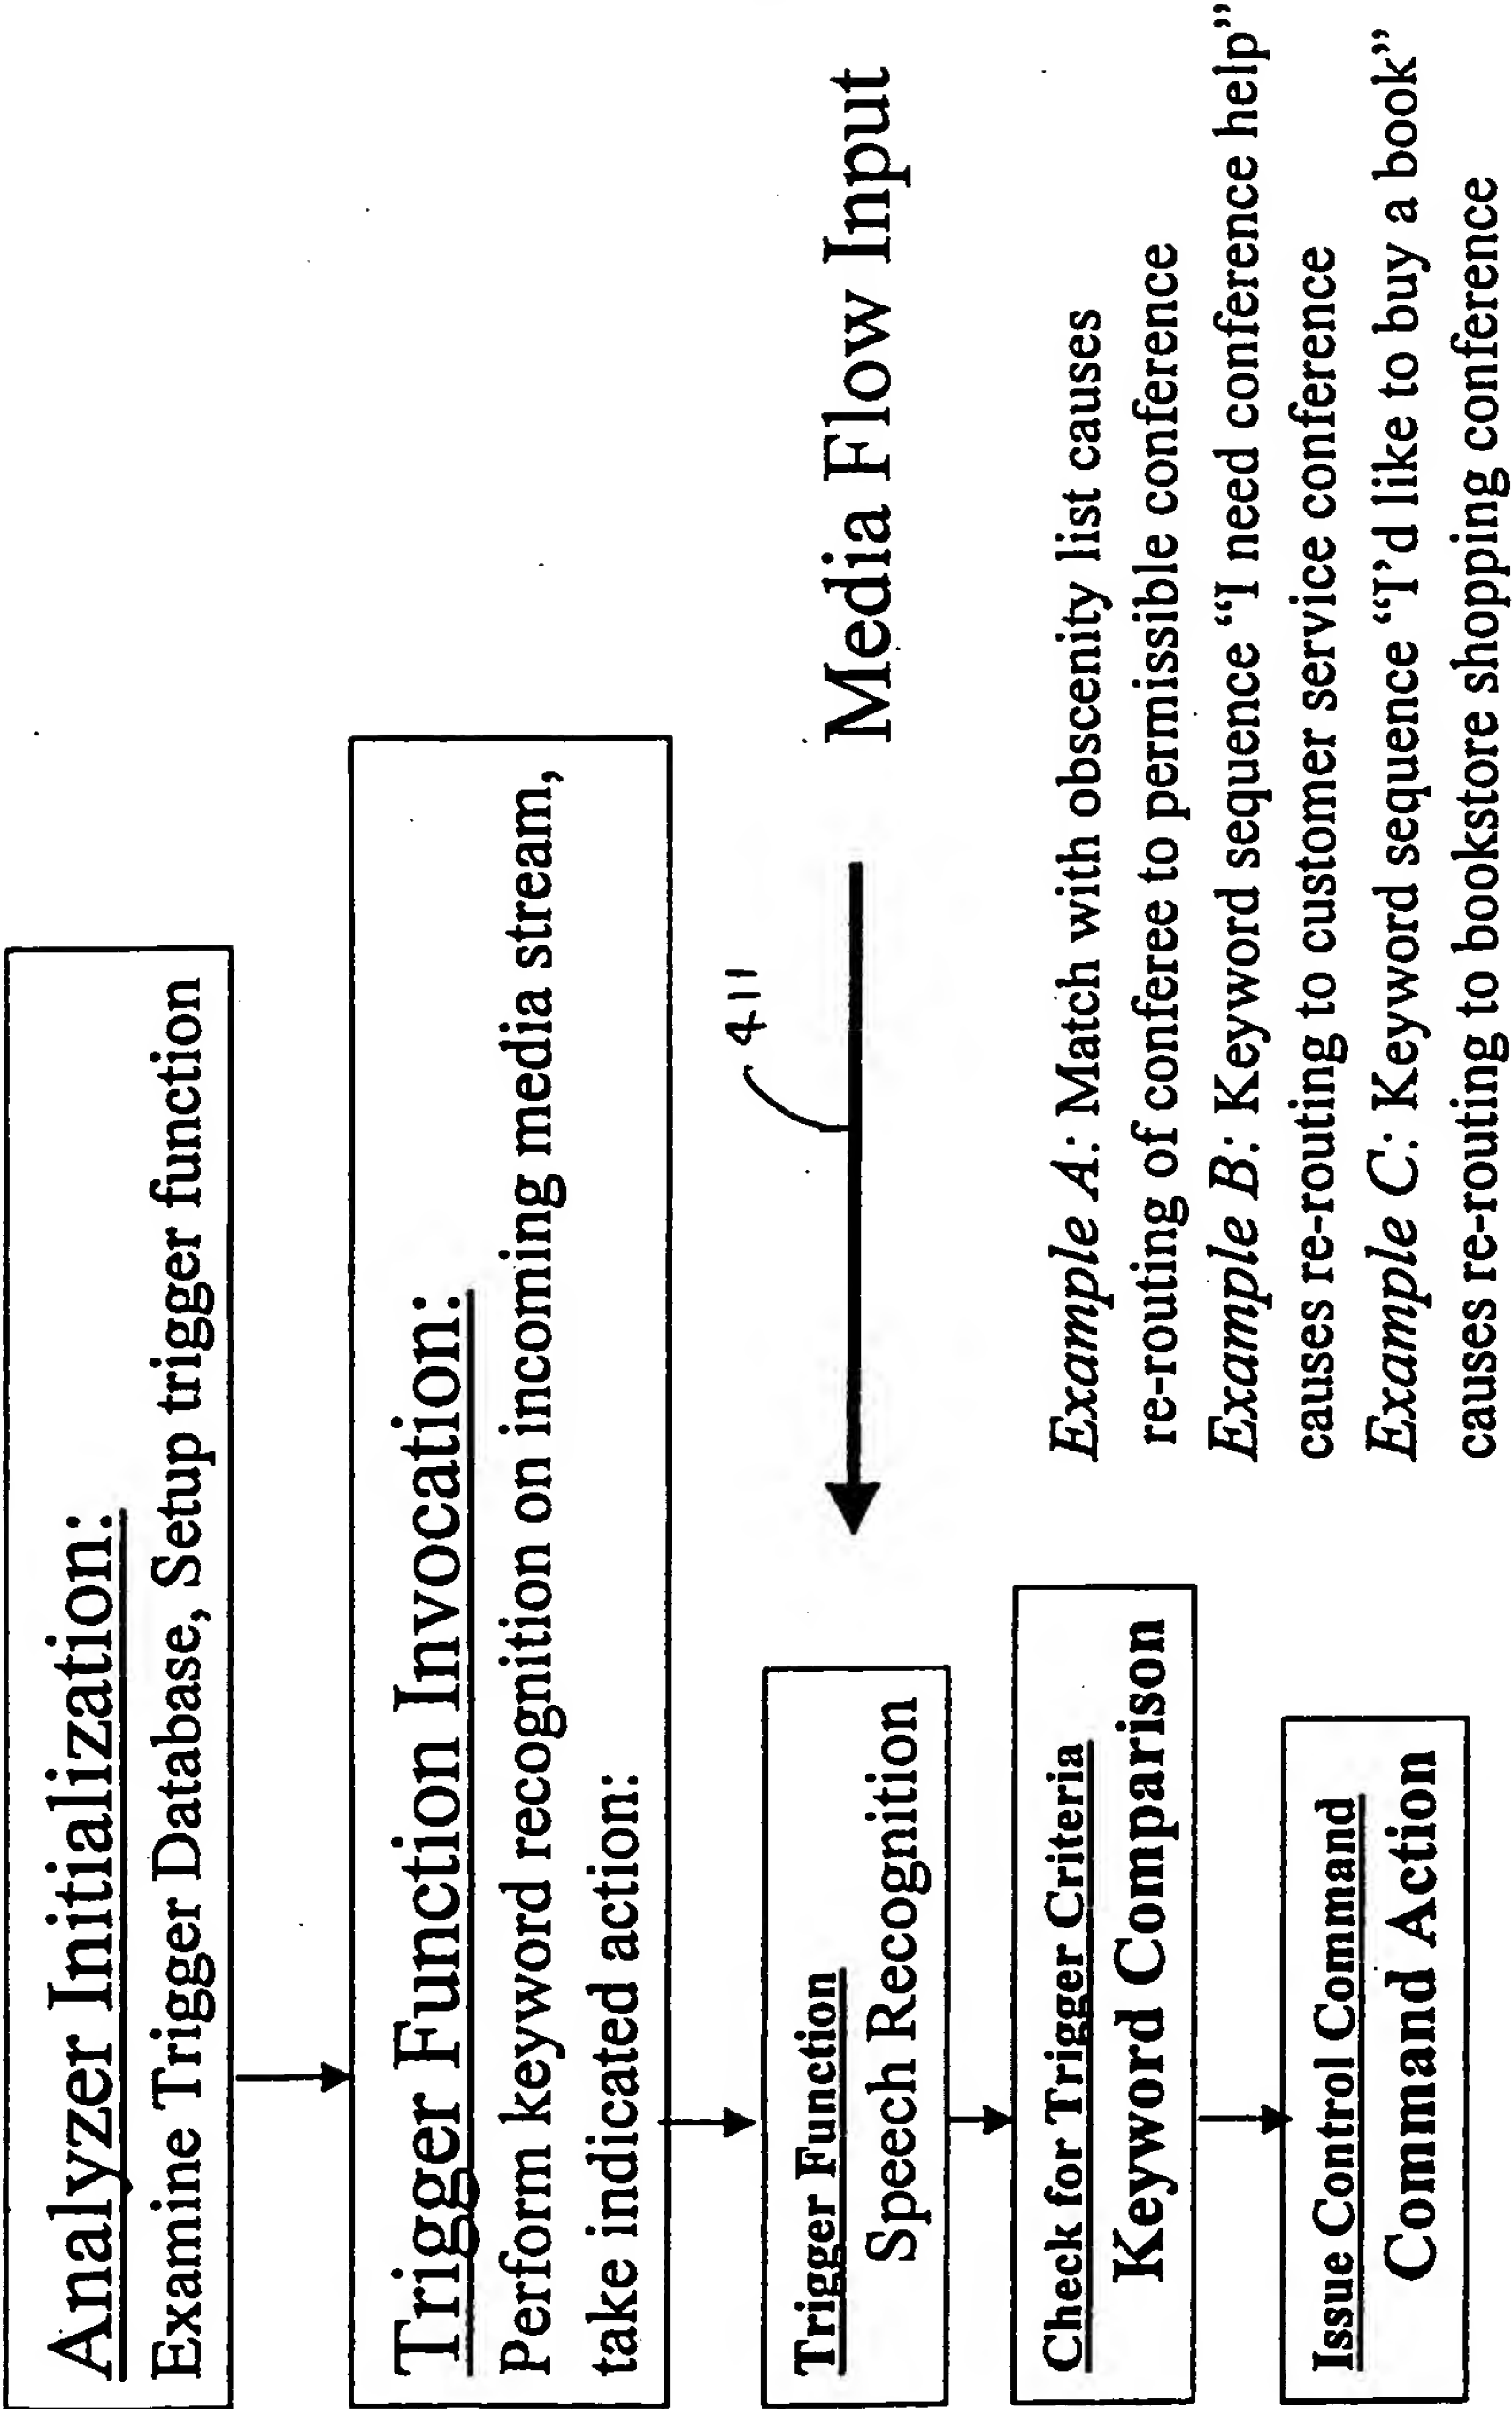 Analyzer Initialization:
Examine Trigger Database, Setup trigger function
Trigger Function Invocation:
Perform keyword recognition on incoming media stream,
take indicated action:
411
Media Flow Input
Trigger Function
Speech Recognition
Check for Trigger Criteria
Keyword Comparison
Issue Control Command
Command Action
Example A: Match with obscenity list causes
re-routing of conferee to permissible conference
Example B: Keyword sequence “I need conference help”
causes re-routing to customer service conference
Example C: Keyword sequence “I’d like to buy a book”
causes re-routing to bookstore shopping conference